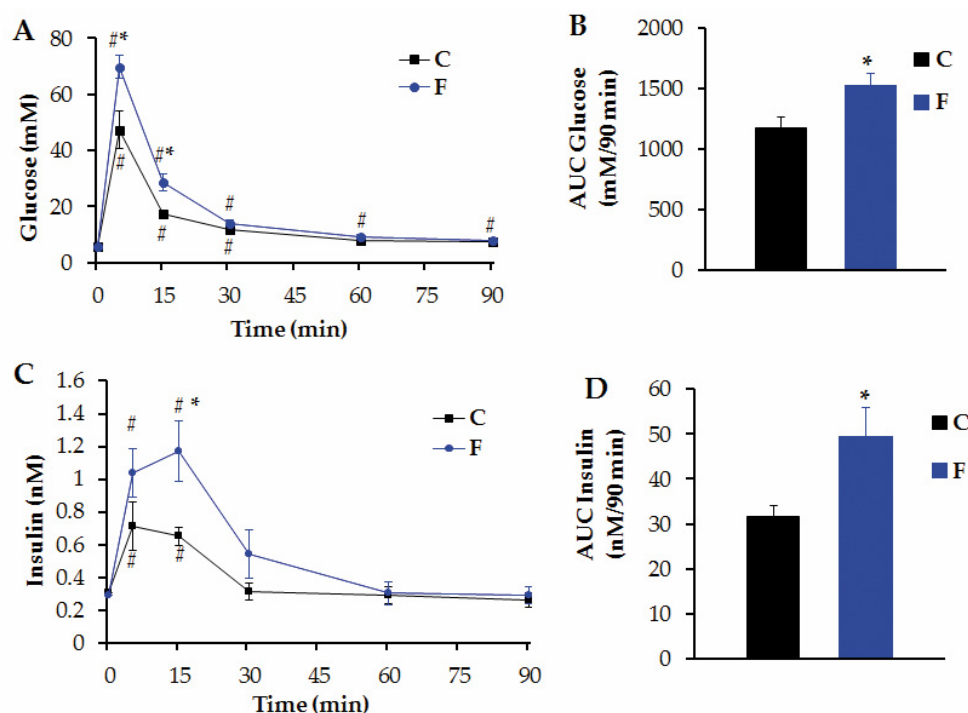 A
Glucose (mM)
80
60
40
20
0
#*
#
#*
#
#
#
#
#
C
F
0 15 30 45 60 75 90
Time (min)
B
AUC Glucose
(mM/90 min)
2000
1500
1000
500
0
*
C
F
C
Insulin (nM)
1.6
1.4
1.2
1
0.8
0.6
0.4
0.2
0
#
# *
#
#
C
F
0 15 30 45 60 75 90
Time (min)
D
AUC Insulin
(nM/90 min)
60
50
40
30
20
10
0
*
C
F